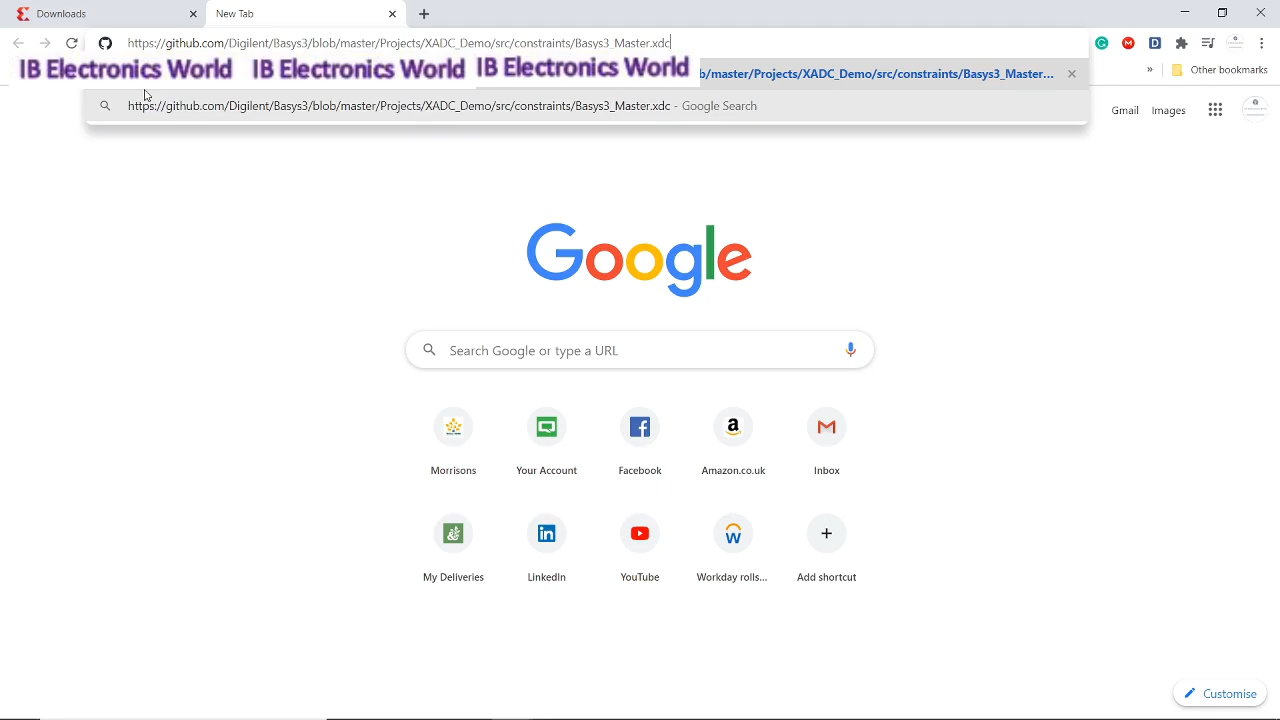 Downloads
New Tab
https://github.com/Digilent/Basys3/blob/master/Projects/XADC_Demo/src/constraints/Basys3_Master.xdc
IB Electronics World IB Electronics World IB Electronics World b/master/Projects/XADC_Demo/src/constraints/Basys3_Master...
» Other bookmarks
https://github.com/Digilent/Basys3/blob/master/Projects/XADC_Demo/src/constraints/Basys3_Master.xdc - Google Search
Gmail Images
Google
Search Google or type a URL
Morrisons Your Account Facebook Amazon.co.uk Inbox
My Deliveries LinkedIn YouTube Workday rolls... Add shortcut
Customise